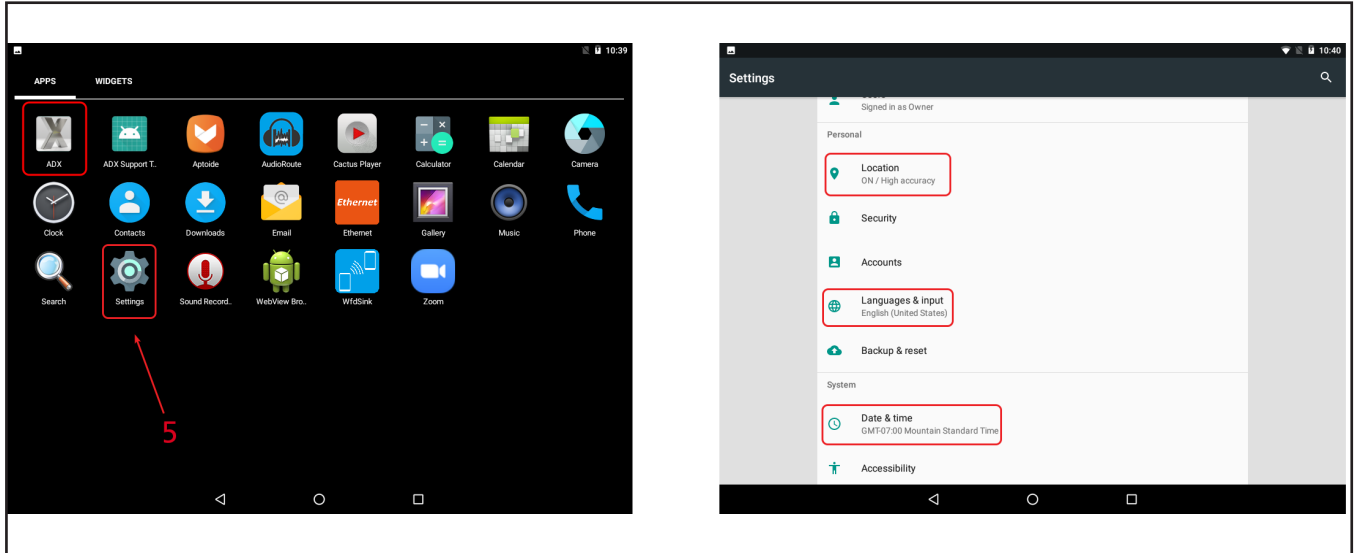 10:39
APPS WIDGETS
ADX ADX Support T.. Aptoide AudioRoute Cactus Player Calculator Calendar Camera
Ethernet
Clock Contacts Downloads Email Ethernet Gallery Music Phone
Search Settings Sound Record.. WebView Bro.. WfdSink Zoom
5
10:40
Settings
Signed in as Owner
Personal
Location
ON / High accuracy
Security
Accounts
Languages & input
English (United States)
Backup & reset
System
Date & time
GMT-07:00 Mountain Standard Time
Accessibility